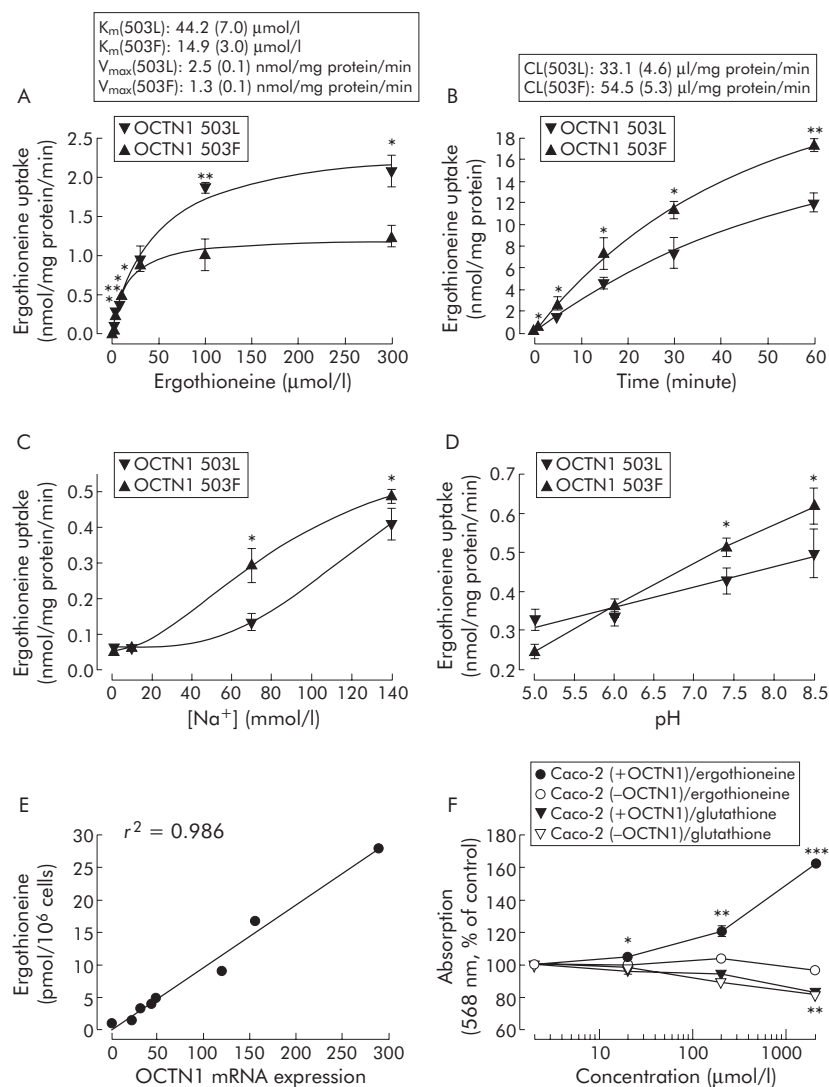 Km(503L): 44.2 (7.0) μmol/l
Km(503F): 14.9 (3.0) μmol/l
Vmax(503L): 2.5 (0.1) nmol/mg protein/min
Vmax(503F): 1.3 (0.1) nmol/mg protein/min
A
OCTN1 503L
OCTN1 503F
Ergothioneine uptake
(nmol/mg protein/min)
2.5
2.0
1.5
1.0
0.5
0.0
** ** *
**
*
0 50 100 150 200 250 300
Ergothioneine (μmol/l)
CL(503L): 33.1 (4.6) μl/mg protein/min
CL(503F): 54.5 (5.3) μl/mg protein/min
B
OCTN1 503L
OCTN1 503F
Ergothioneine uptake
(nmol/mg protein)
18
16
14
12
10
8
6
4
2
0
* * * * **
0 10 20 30 40 50 60
Time (minute)
C
OCTN1 503L
OCTN1 503F
Ergothioneine uptake
(nmol/mg protein/min)
0.5
0.4
0.3
0.2
0.1
0.0
* *
0 20 40 60 80 100 120 140
[Na+] (mmol/l)
D
OCTN1 503L
OCTN1 503F
Ergothioneine uptake
(nmol/mg protein/min)
0.7
0.6
0.5
0.4
0.3
0.2
* *
5.0 5.5 6.0 6.5 7.0 7.5 8.0 8.5
pH
E
r² = 0.986
Ergothioneine
(pmol/10⁶ cells)
30
25
20
15
10
5
0
0 50 100 150 200 250 300
OCTN1 mRNA expression
F
Caco-2 (+OCTN1)/ergothioneine
Caco-2 (–OCTN1)/ergothioneine
Caco-2 (+OCTN1)/glutathione
Caco-2 (–OCTN1)/glutathione
Absorption
(568 nm, % of control)
180
160
140
120
100
80
60
* ** ***
**
10 100 1000
Concentration (μmol/l)